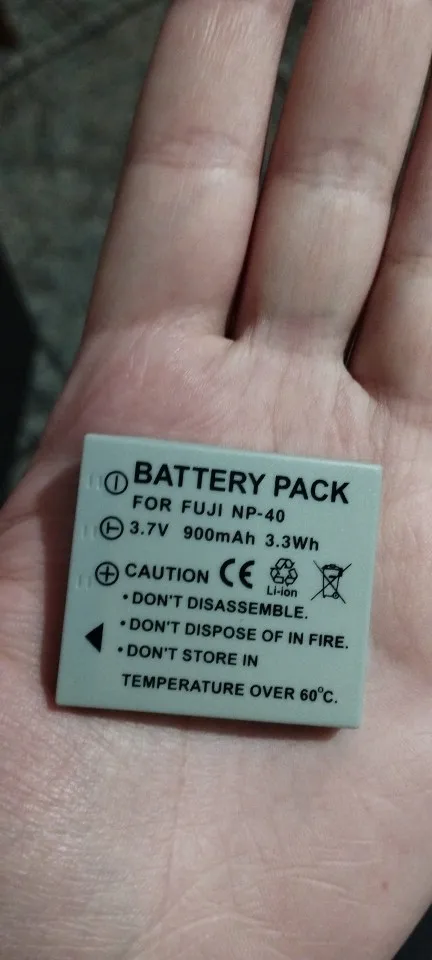 BATTERY PACK
FOR FUJI NP-40
3.7V 900mAh 3.3Wh
CAUTION CE
Li-ion
•DON'T DISASSEMBLE.
•DON'T DISPOSE OF IN FIRE.
•DON'T STORE IN
TEMPERATURE OVER 60°C.